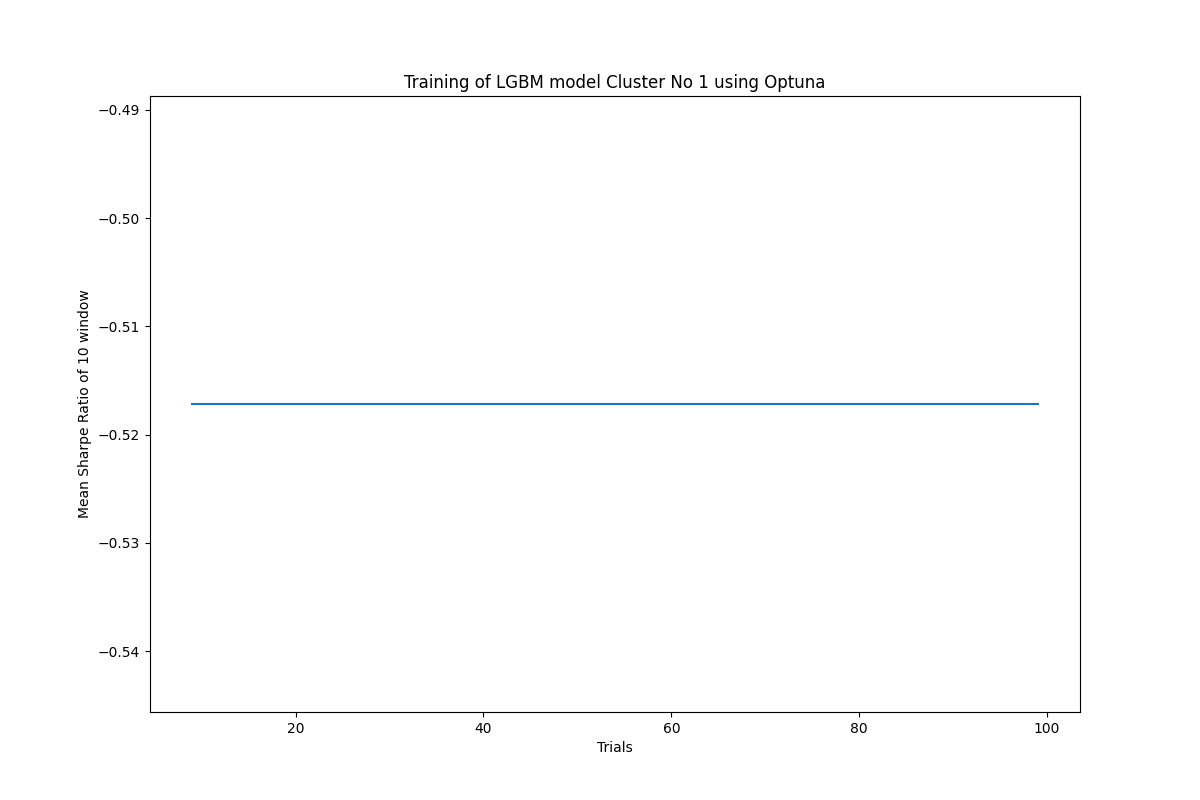 Training of LGBM model Cluster No 1 using Optuna
−0.49
−0.50
−0.51
−0.52
−0.53
−0.54
Mean Sharpe Ratio of 10 window
20 40 60 80 100
Trials